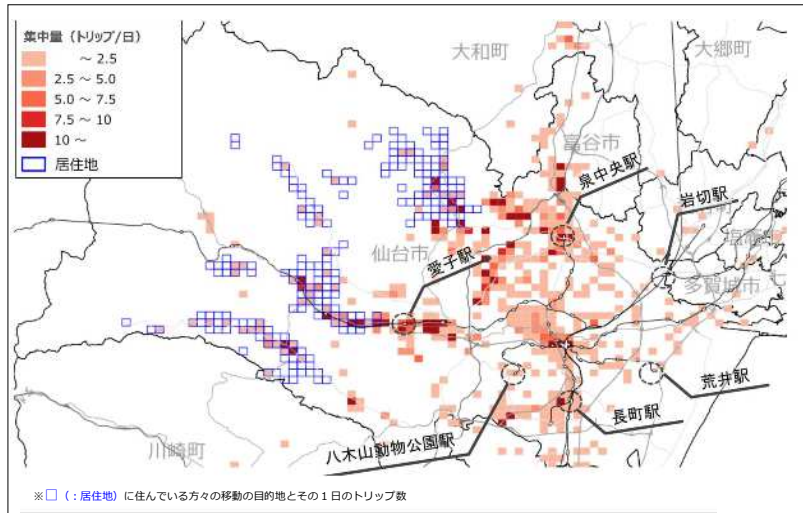 集中量（トリップ/日）
～ 2.5
2.5 ～ 5.0
5.0 ～ 7.5
7.5 ～ 10
10 ～
居住地
大和町
大郷町
富谷市
泉中央駅
岩切駅
仙台市
愛子駅
多賀城市
荒井駅
長町駅
八木山動物公園駅
川崎町
※□（：居住地）に住んでいる方々の移動の目的地とその１日のトリップ数